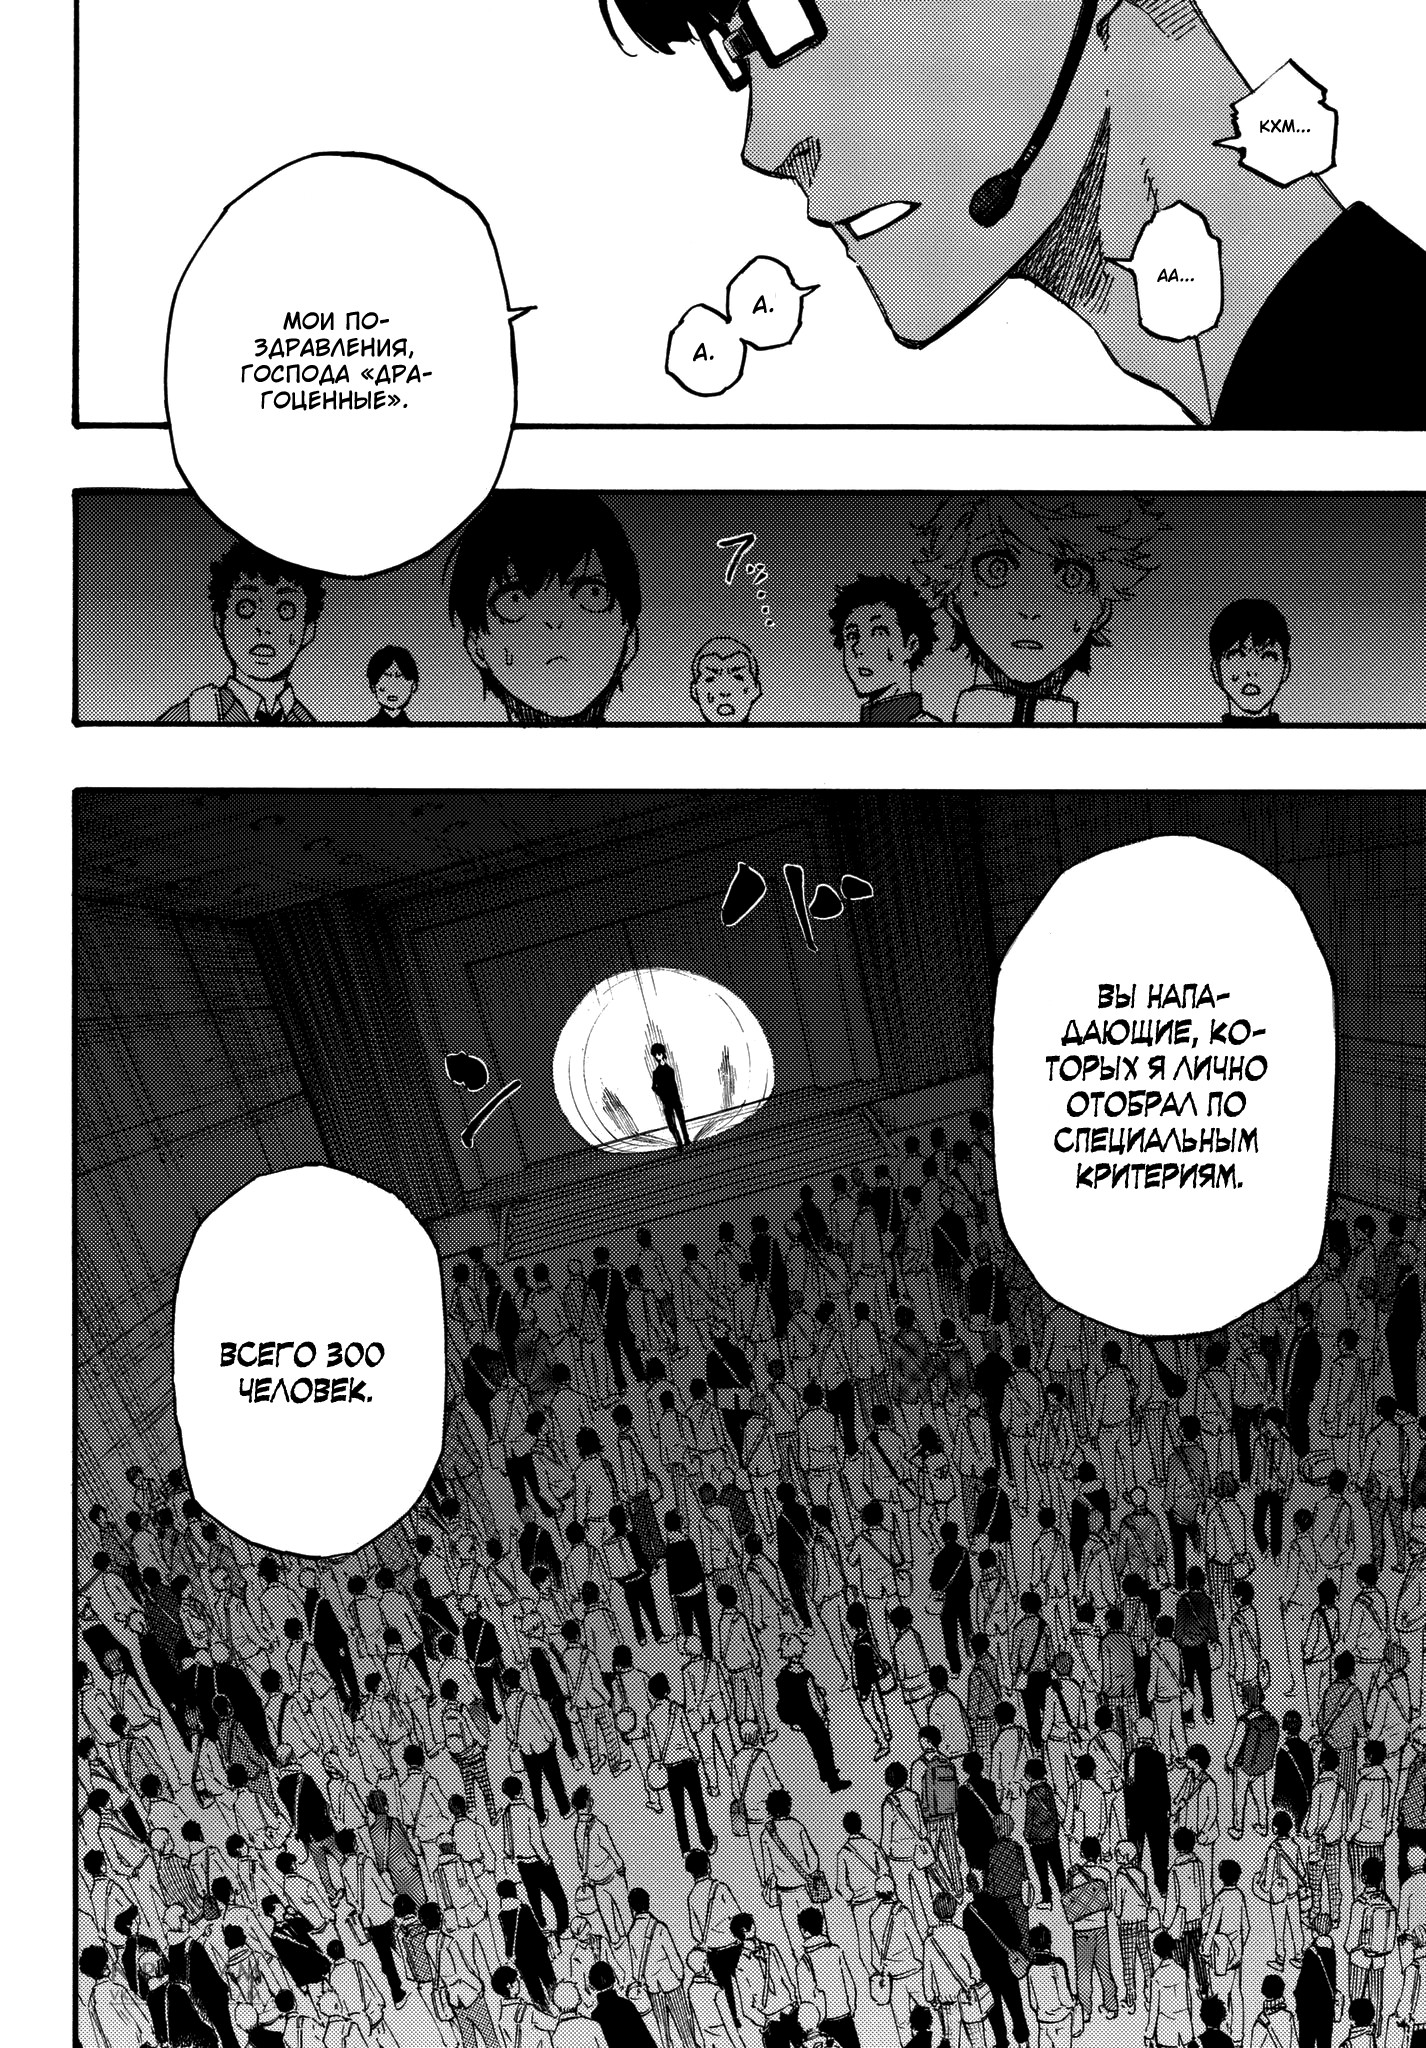 КХМ...
АА...
А.
А.
МОИ ПО-
ЗДРАВЛЕНИЯ,
ГОСПОДА «ДРА-
ГОЦЕННЫЕ».
ВЫ НАПА-
ДАЮЩИЕ, КО-
ТОРЫХ Я ЛИЧНО
ОТОБРАЛ ПО
СПЕЦИАЛЬНЫМ
КРИТЕРИЯМ.
ВСЕГО 300
ЧЕЛОВЕК.